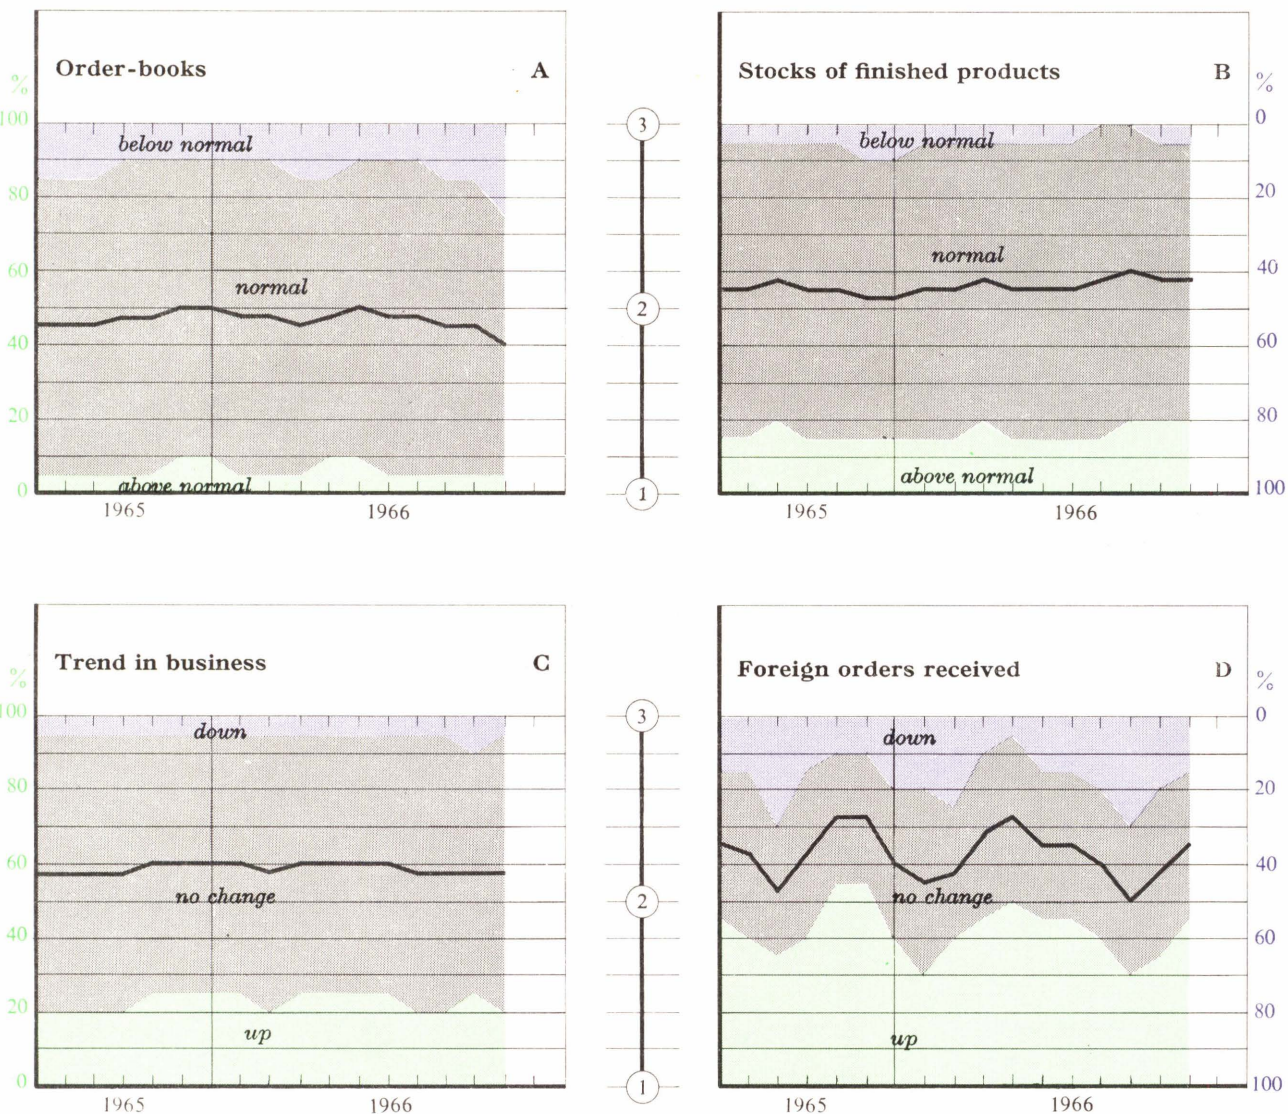 Order-books A
%
100
80
60
40
20
0
below normal
normal
above normal
1965 1966
3
2
1
Stocks of finished products B
%
0
20
40
60
80
100
below normal
normal
above normal
1965 1966
Trend in business C
%
100
80
60
40
20
0
down
no change
up
1965 1966
3
2
1
Foreign orders received D
%
0
20
40
60
80
100
down
no change
up
1965 1966